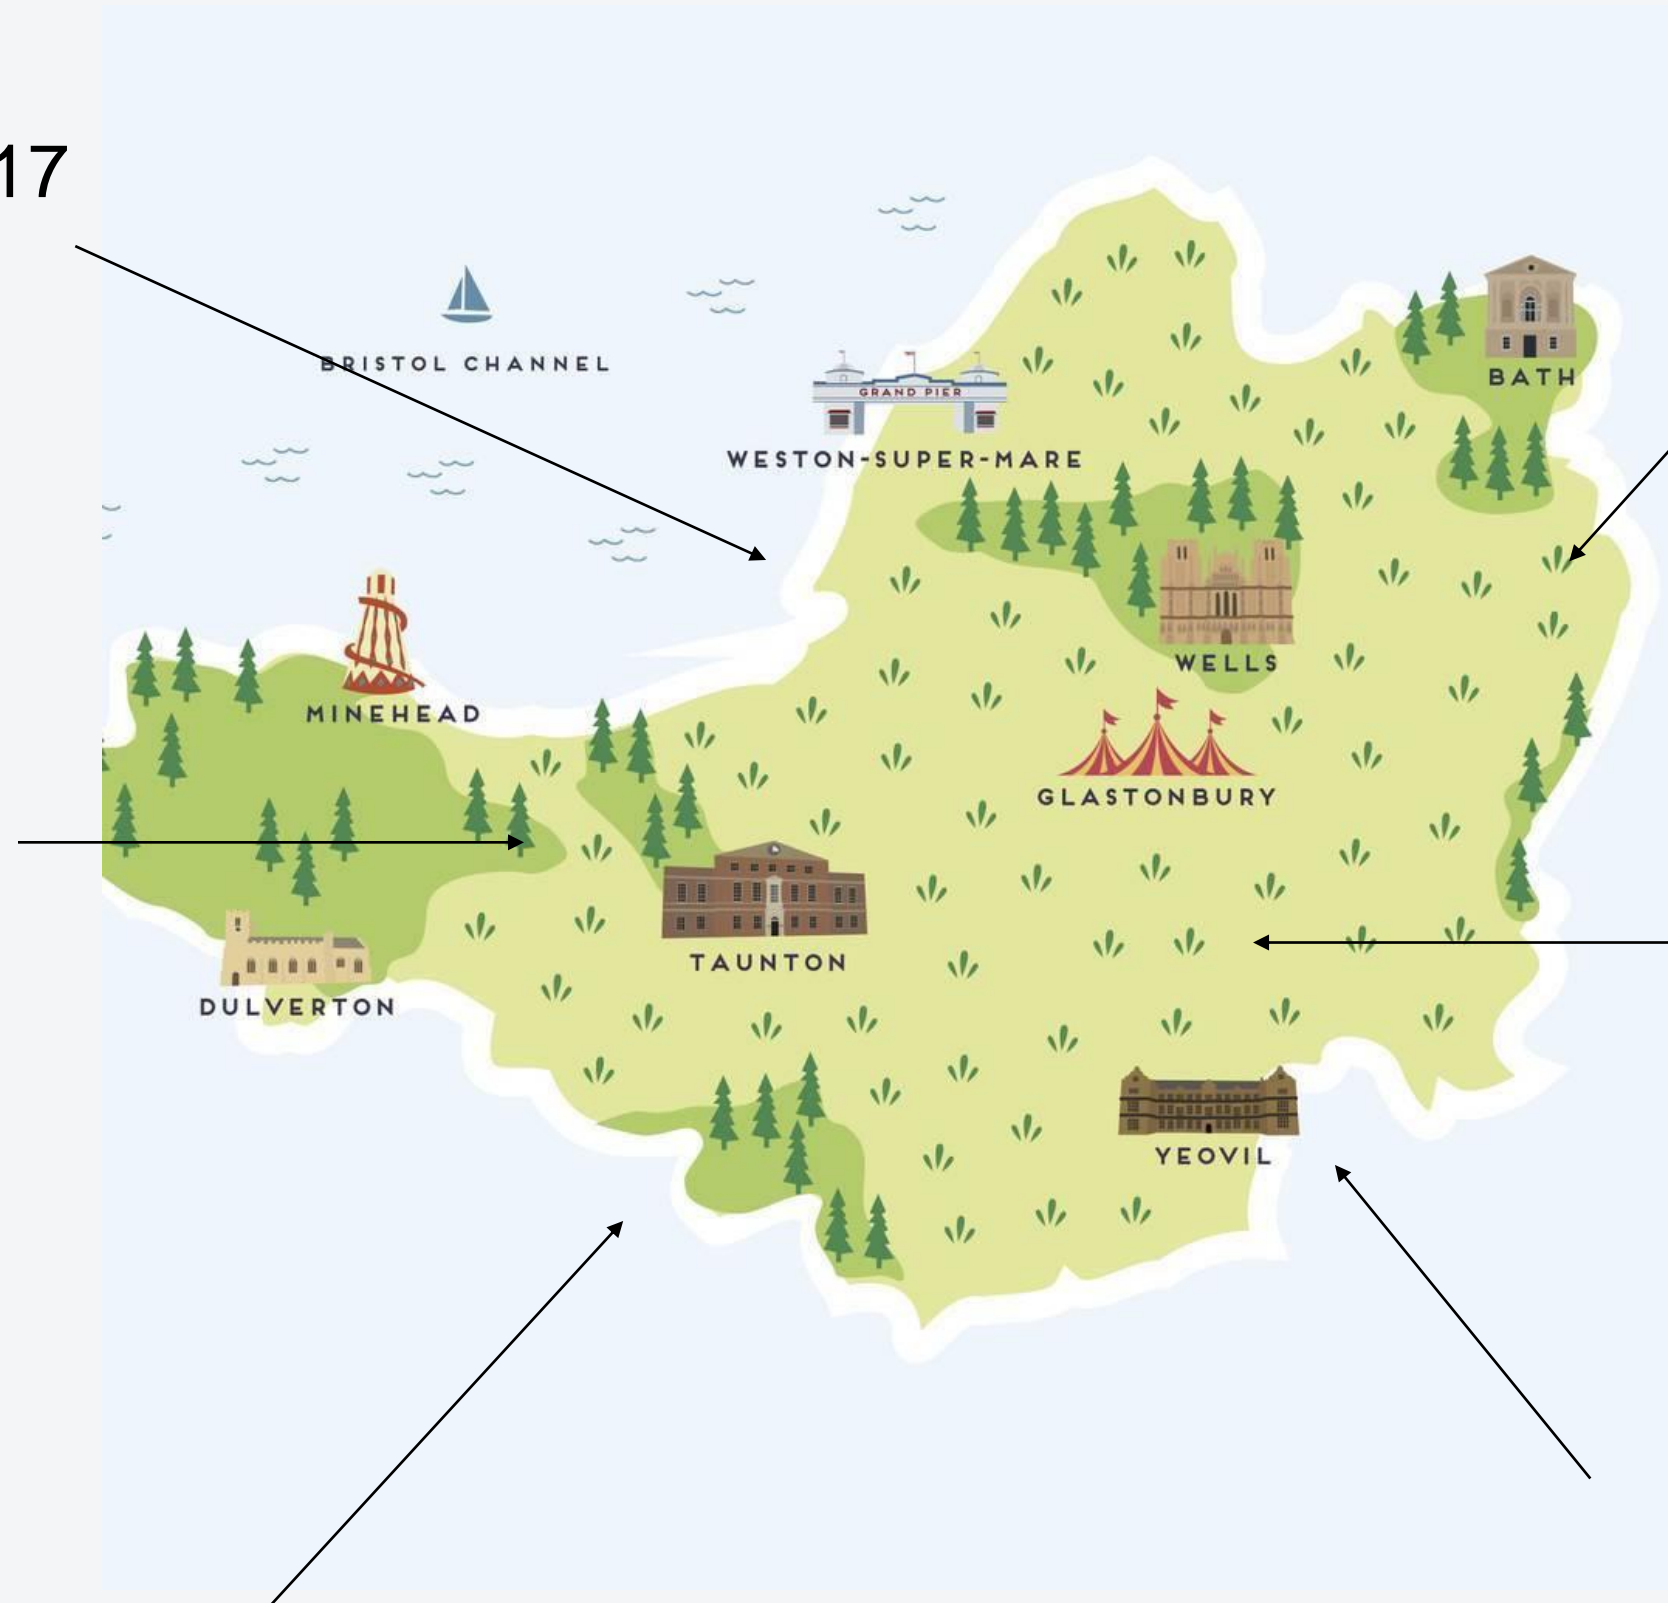 17
BRISTOL CHANNEL
GRAND PIER
BATH
WESTON-SUPER-MARE
WELLS
MINEHEAD
GLASTONBURY
TAUNTON
DULVERTON
YEOVIL